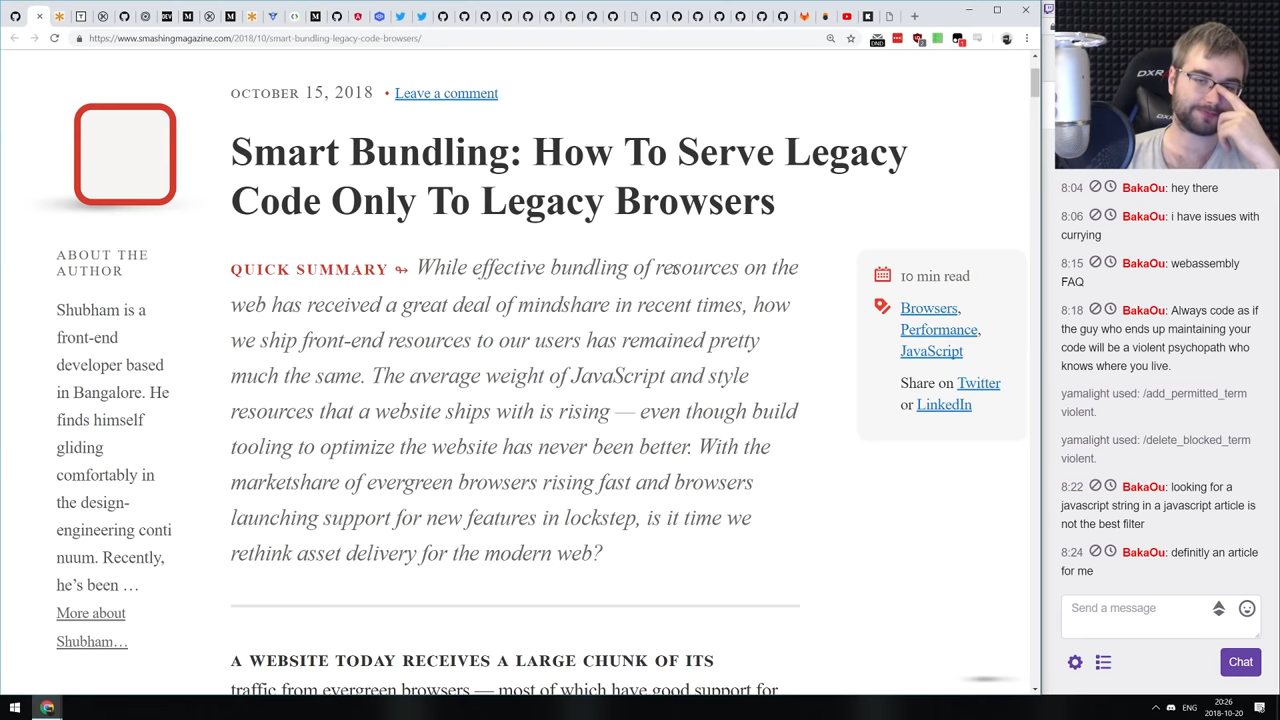 https://www.smashingmagazine.com/2018/10/smart-bundling-legacy-code-browsers/
DND
OCTOBER 15, 2018 • Leave a comment
Smart Bundling: How To Serve Legacy
Code Only To Legacy Browsers
ABOUT THE
AUTHOR
Shubham is a
front-end
developer based
in Bangalore. He
finds himself
gliding
comfortably in
the design-
engineering conti
nuum. Recently,
he’s been …
More about
Shubham…
QUICK SUMMARY ↬ While effective bundling of resources on the
web has received a great deal of mindshare in recent times, how
we ship front-end resources to our users has remained pretty
much the same. The average weight of JavaScript and style
resources that a website ships with is rising — even though build
tooling to optimize the website has never been better. With the
marketshare of evergreen browsers rising fast and browsers
launching support for new features in lockstep, is it time we
rethink asset delivery for the modern web?
A WEBSITE TODAY RECEIVES A LARGE CHUNK OF ITS
traffic from evergreen browsers — most of which have good support for
10 min read
Browsers,
Performance,
JavaScript
Share on Twitter
or LinkedIn
DXR
DXR
8:04 BakaOu: hey there
8:06 BakaOu: i have issues with
currying
8:15 BakaOu: webassembly
FAQ
8:18 BakaOu: Always code as if
the guy who ends up maintaining your
code will be a violent psychopath who
knows where you live.
yamalight used: /add_permitted_term
violent.
yamalight used: /delete_blocked_term
violent.
8:22 BakaOu: looking for a
javascript string in a javascript article is
not the best filter
8:24 BakaOu: definitly an article
for me
Send a message
Chat
ENG
20:26
2018-10-20